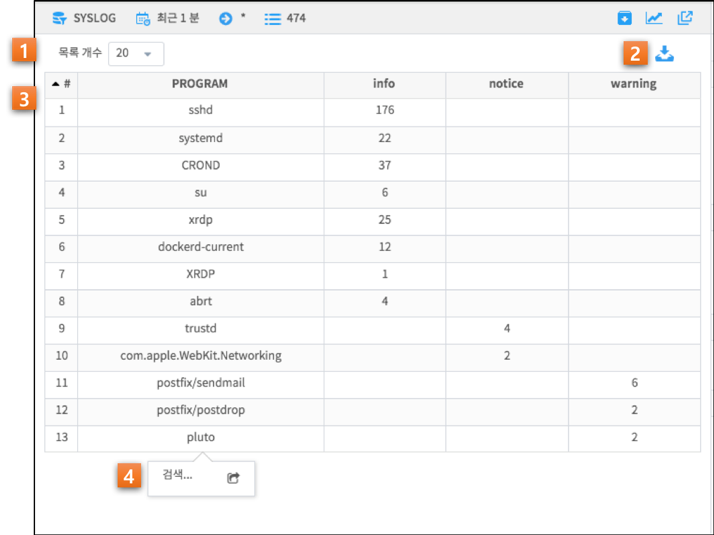 SYSLOG 최근 1 분 * 474
1 목록 개수 20 2
3 # PROGRAM info notice warning
1 sshd 176
2 systemd 22
3 CROND 37
4 su 6
5 xrdp 25
6 dockerd-current 12
7 XRDP 1
8 abrt 4
9 trustd 4
10 com.apple.WebKit.Networking 2
11 postfix/sendmail 6
12 postfix/postdrop 2
13 pluto 2
4 검색...